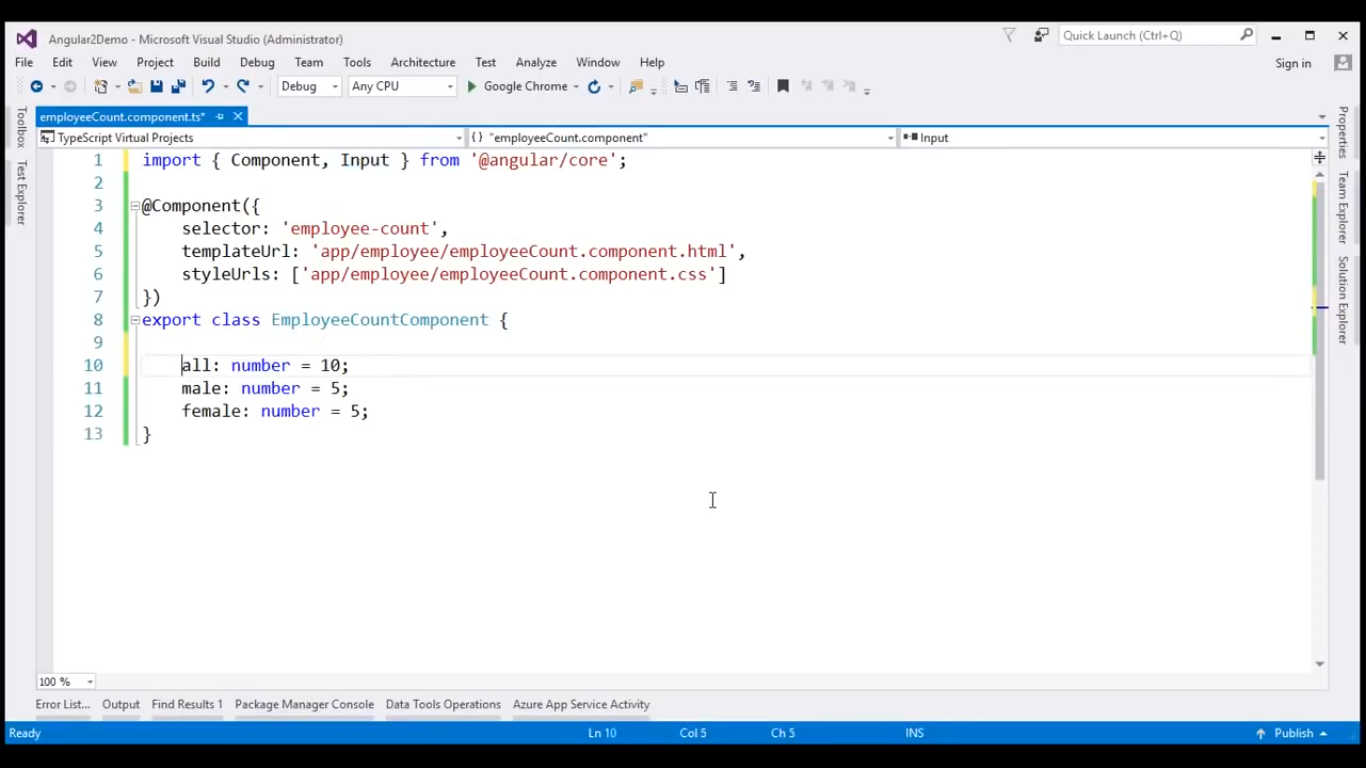 Angular2Demo - Microsoft Visual Studio (Administrator)
Quick Launch (Ctrl+Q)
File Edit View Project Build Debug Team Tools Architecture Test Analyze Window Help
Sign in
Debug Any CPU Google Chrome
Toolbox
Test Explorer
employeeCount.component.ts*
TypeScript Virtual Projects
{} "employeeCount.component"
Input
1 import { Component, Input } from '@angular/core';
2
3 @Component({
4 selector: 'employee-count',
5 templateUrl: 'app/employee/employeeCount.component.html',
6 styleUrls: ['app/employee/employeeCount.component.css']
7 })
8 export class EmployeeCountComponent {
9
10 all: number = 10;
11 male: number = 5;
12 female: number = 5;
13 }
Properties
Team Explorer
Solution Explorer
100 %
Error List... Output Find Results 1 Package Manager Console Data Tools Operations Azure App Service Activity
Ready Ln 10 Col 5 Ch 5 INS Publish